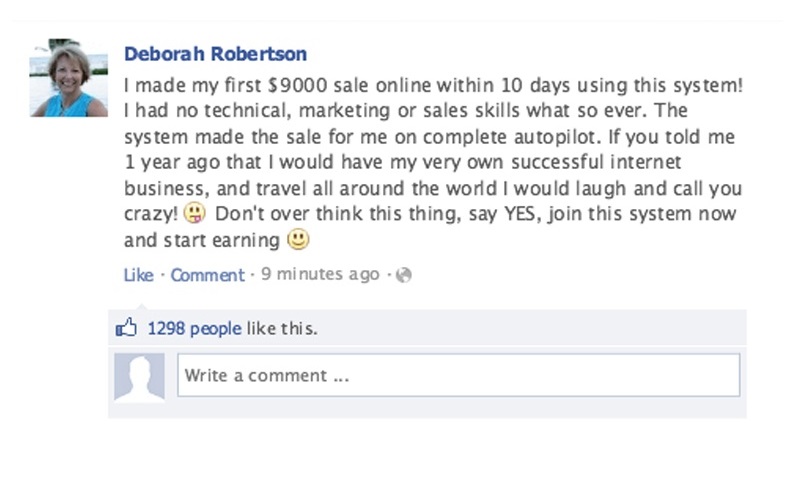 Deborah Robertson
I made my first $9000 sale online within 10 days using this system!
I had no technical, marketing or sales skills what so ever. The
system made the sale for me on complete autopilot. If you told me
1 year ago that I would have my very own successful internet
business, and travel all around the world I would laugh and call you
crazy! 😜 Don't over think this thing, say YES, join this system now
and start earning 🙂
Like · Comment · 9 minutes ago ·
1298 people like this.
Write a comment ...